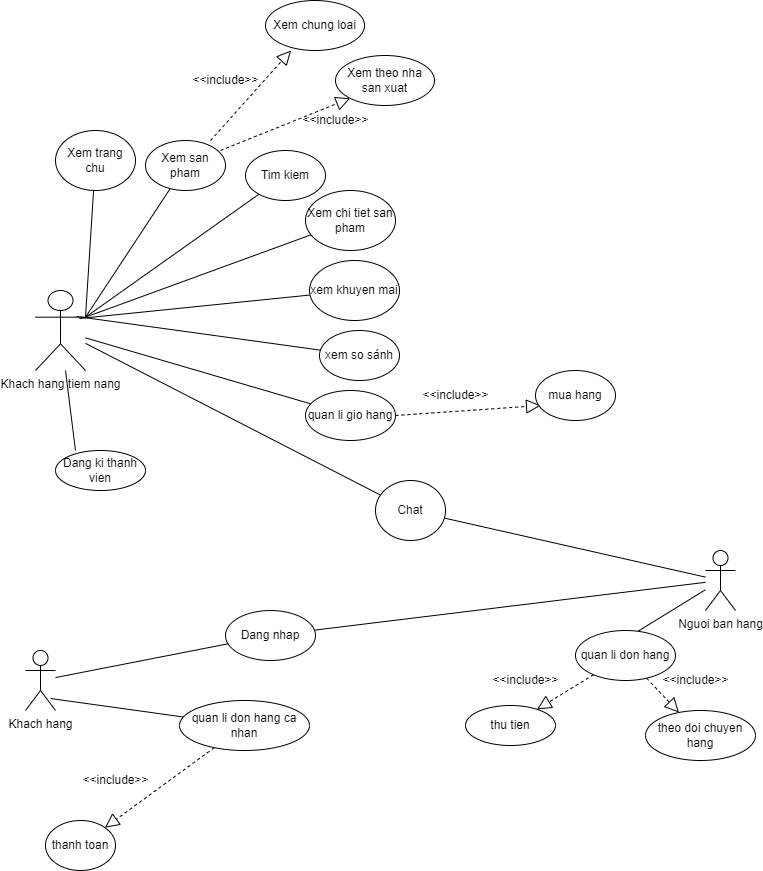 Xem chung loai
<<include>>
Xem theo nha
san xuat
<<include>>
Xem trang
chu
Xem san
pham
Tim kiem
Xem chi tiet san
pham
xem khuyen mai
xem so sánh
Khach hang tiem nang
<<include>>
mua hang
quan li gio hang
Dang ki thanh
vien
Chat
Nguoi ban hang
Dang nhap
quan li don hang
<<include>>
<<include>>
Khach hang
quan li don hang ca
nhan
thu tien
theo doi chuyen
hang
<<include>>
thanh toan